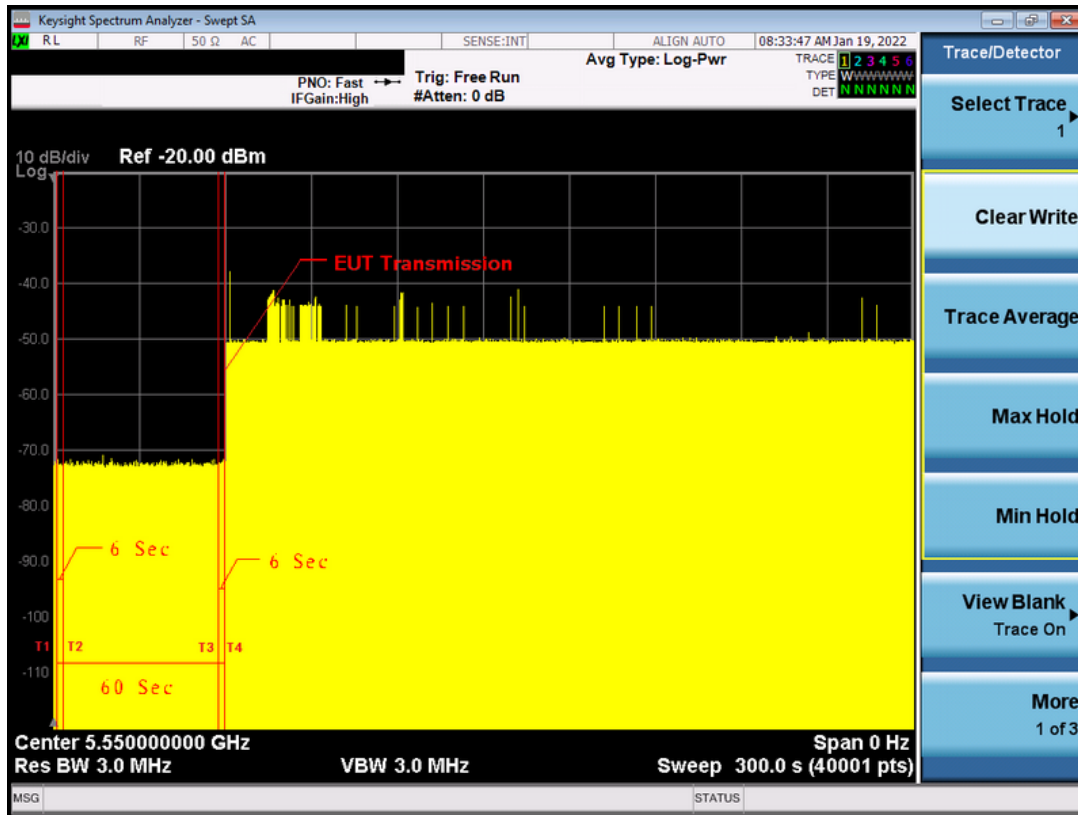 Keysight Spectrum Analyzer - Swept SA
LXI RL RF 50 Ω AC SENSE:INT ALIGN AUTO 08:33:47 AM Jan 19, 2022
Avg Type: Log-Pwr
TRACE 1 2 3 4 5 6
PNO: Fast Trig: Free Run
TYPE WWWWWW
IFGain:High #Atten: 0 dB
DET N N N N N N
10 dB/div Ref -20.00 dBm
Log
-30.0
EUT Transmission
-40.0
-50.0
-60.0
-70.0
-80.0
6 Sec
-90.0
6 Sec
-100
T1 T2 T3 T4
-110
60 Sec
Center 5.550000000 GHz Span 0 Hz
Res BW 3.0 MHz VBW 3.0 MHz Sweep 300.0 s (40001 pts)
MSG STATUS
Trace/Detector
Select Trace
1
Clear Write
Trace Average
Max Hold
Min Hold
View Blank
Trace On
More
1 of 3